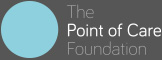 The
Point of Care
Foundation